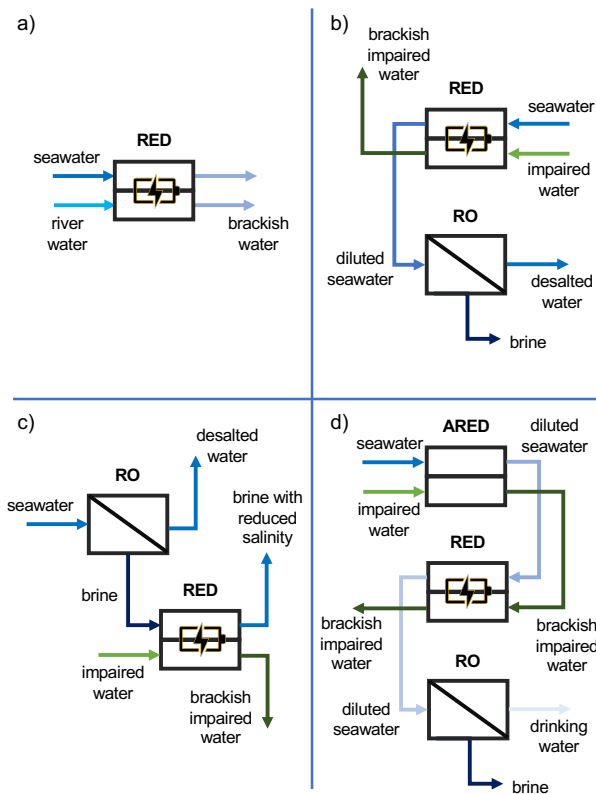 a)
RED
seawater
river
water
brackish
water
b)
brackish
impaired
water
RED
seawater
impaired
water
RO
diluted
seawater
desalted
water
brine
c)
desalted
water
RO
seawater
brine with
reduced
salinity
brine
RED
impaired
water
brackish
impaired
water
d)
ARED
diluted
seawater
seawater
impaired
water
RED
brackish
impaired
water
brackish
impaired
water
RO
diluted
seawater
drinking
water
brine